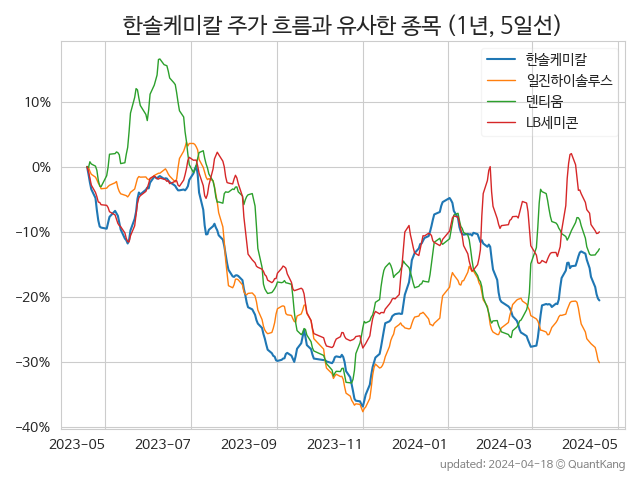 한솔케미칼 주가 흐름과 유사한 종목 (1년, 5일선)
한솔케미칼
일진하이솔루스
덴티움
LB세미콘
10%
0%
−10%
−20%
−30%
−40%
2023-05 2023-07 2023-09 2023-11 2024-01 2024-03 2024-05
updated: 2024-04-18 © QuantKang